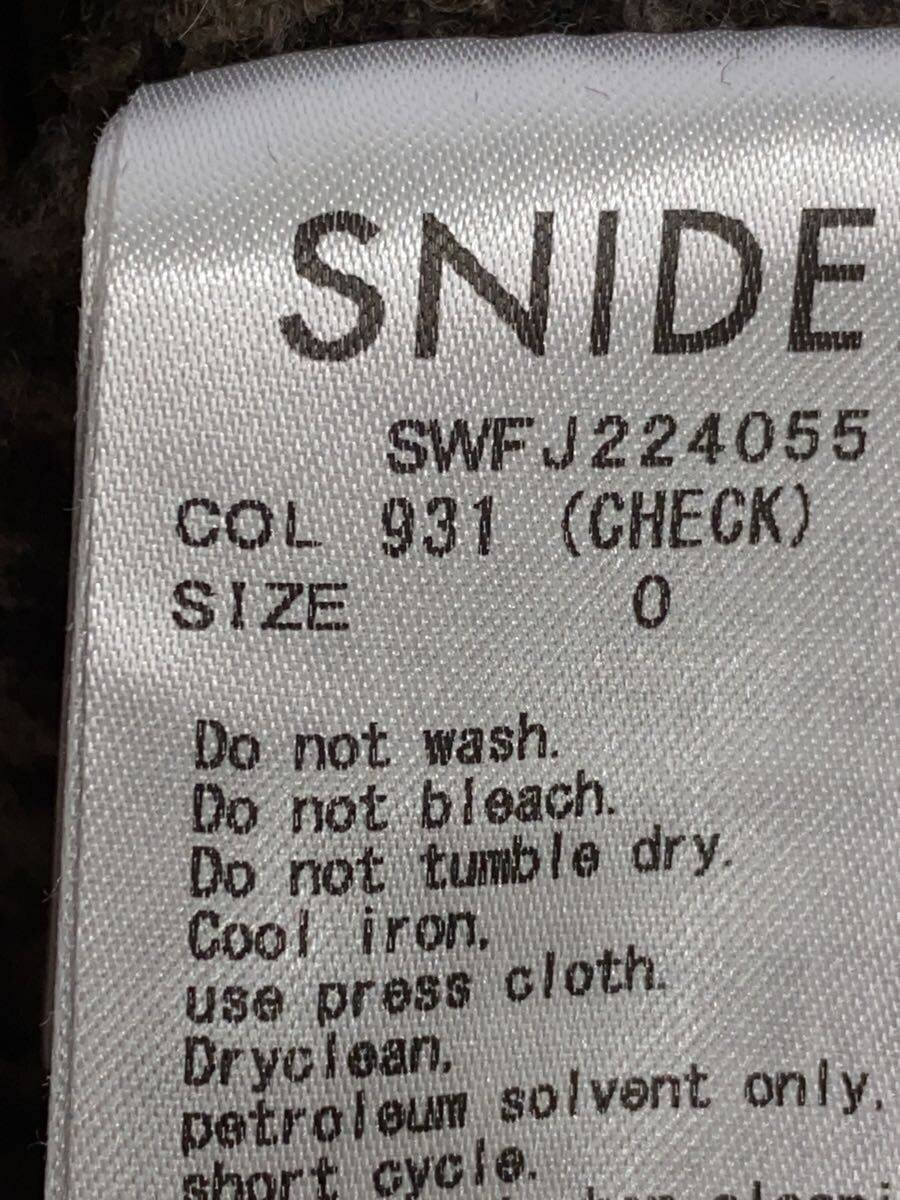 SNIDE
SWFJ224055
COL 931 (CHECK)
SIZE 0
Do not wash.
Do not bleach.
Do not tumble dry.
Cool iron.
use press cloth.
Dryclean.
petroleum solvent only.
short cycle.